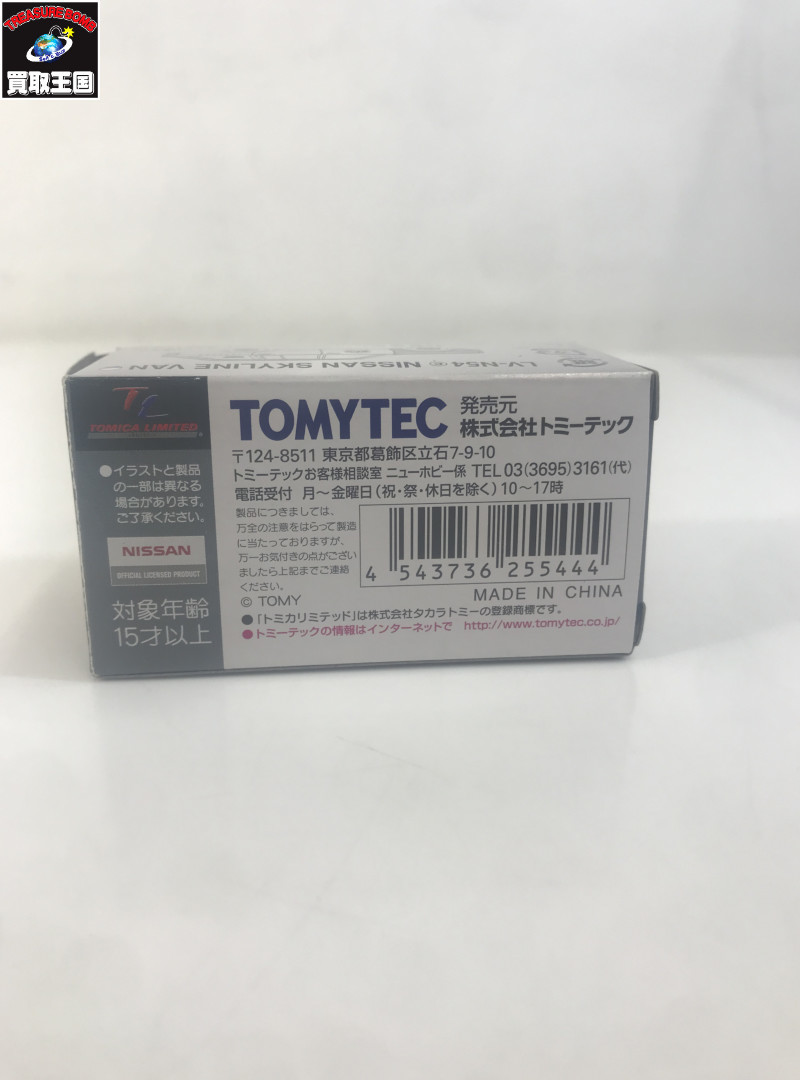 TREASURE BOMB
買取王国
LV-N54 NISSAN SKYLINE VAN
TOMICA LIMITED
●イラストと製品
の一部は異なる
場合があります。
ご了承ください。
NISSAN
OFFICIAL LICENSED PRODUCT
対象年齢
15才以上
TOMYTEC
発売元
株式会社トミーテック
〒124-8511 東京都葛飾区立石7-9-10
トミーテックお客様相談室 ニューホビー係 TEL 03(3695)3161(代)
電話受付 月〜金曜日(祝・祭・休日を除く)10〜17時
製品につきましては、
万全の注意をはらって製造
に当たっておりますが、
万一お気付きの点がござい
ましたら上記までご連絡
ください。
4 543736 255444
© TOMY
MADE IN CHINA
●「トミカリミテッド」は株式会社タカラトミーの登録商標です。
●トミーテックの情報はインターネットで http://www.tomytec.co.jp/